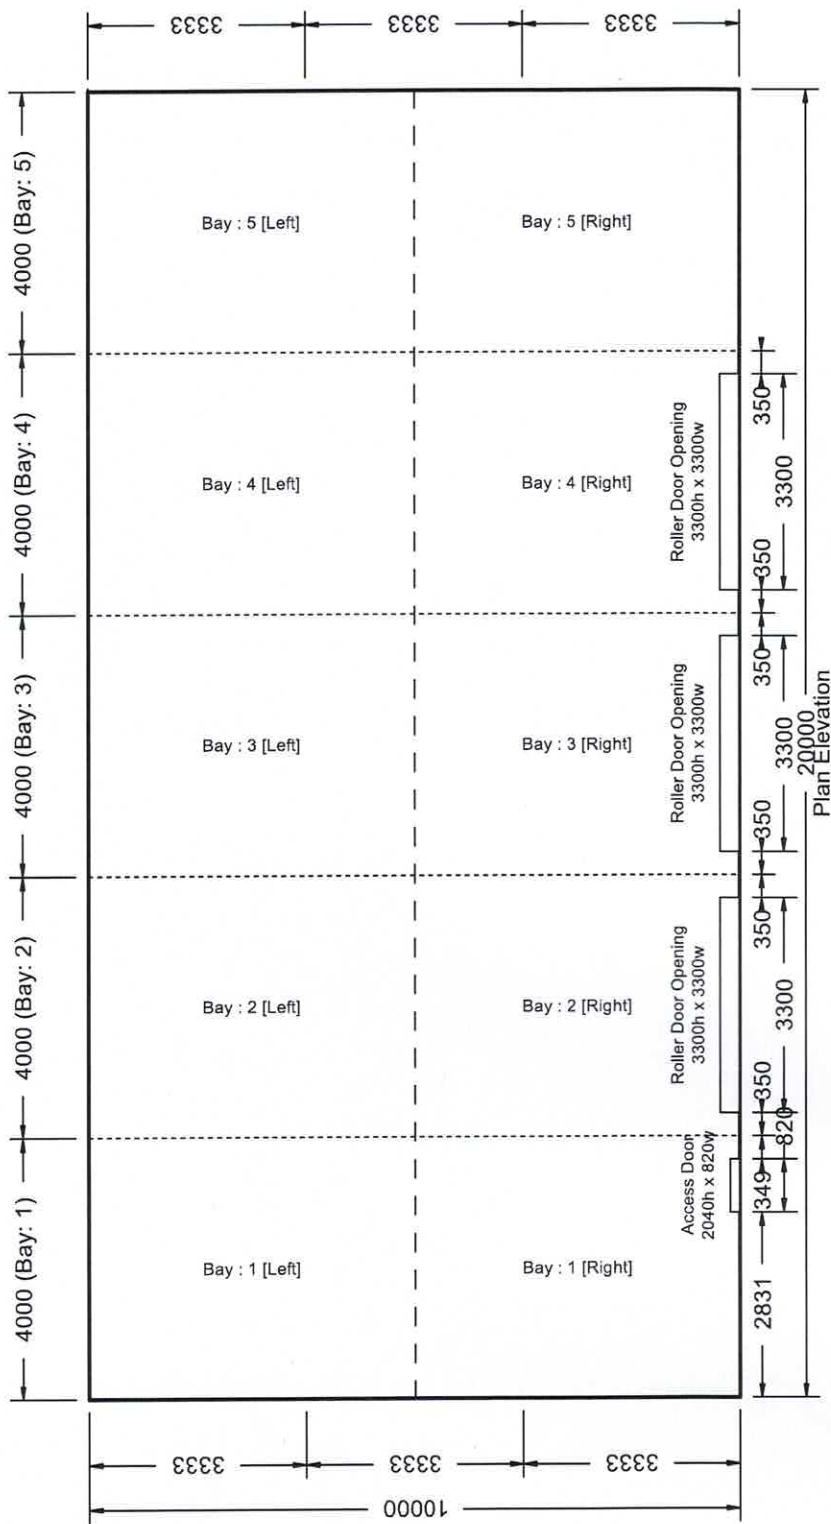 3333
3333
3333
4000 (Bay: 5)
4000 (Bay: 4)
4000 (Bay: 3)
4000 (Bay: 2)
4000 (Bay: 1)
Bay : 5 [Left]
Bay : 5 [Right]
Bay : 4 [Left]
Bay : 4 [Right]
Bay : 3 [Left]
Bay : 3 [Right]
Bay : 2 [Left]
Bay : 2 [Right]
Bay : 1 [Left]
Bay : 1 [Right]
Roller Door Opening
3300h x 3300w
Roller Door Opening
3300h x 3300w
Roller Door Opening
3300h x 3300w
Access Door
2040h x 820w
350
3300
350
350
3300
350
350
3300
350
820
349
2831
20000
Plan Elevation
3333
3333
3333
10000